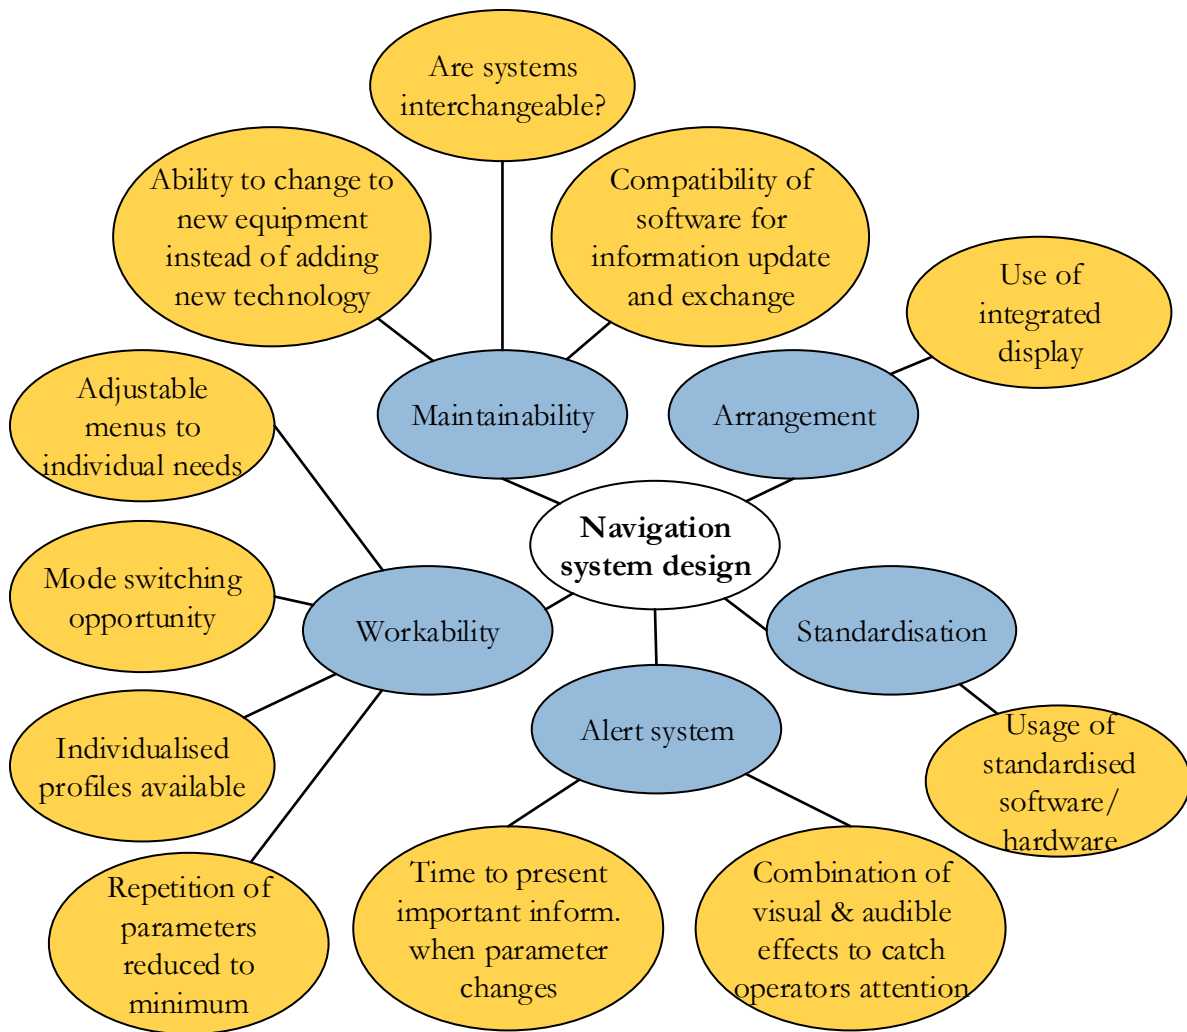 Are systems
interchangeable?
Ability to change to
new equipment
instead of adding
new technology
Compatibility of
software for
information update
and exchange
Use of
integrated
display
Adjustable
menus to
individual needs
Maintainability
Arrangement
Navigation
system design
Mode switching
opportunity
Workability
Standardisation
Individualised
profiles available
Alert system
Usage of
standardised
software/
hardware
Repetition of
parameters
reduced to
minimum
Time to present
important inform.
when parameter
changes
Combination of
visual & audible
effects to catch
operators attention